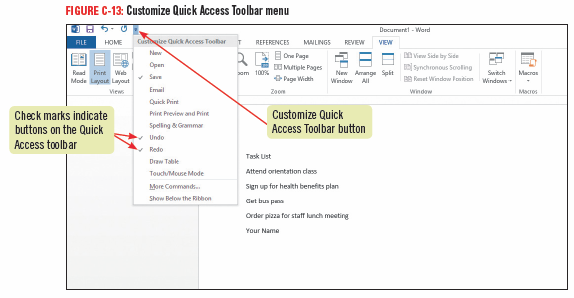 FIGURE C-13: Customize Quick Access Toolbar menu
Document1 - Word
FILE HOME REFERENCES MAILINGS REVIEW VIEW
Customize Quick Access Toolbar
New
Open
Save
Email
Quick Print
Print Preview and Print
Spelling & Grammar
Undo
Redo
Draw Table
Touch/Mouse Mode
More Commands...
Show Below the Ribbon
Read Mode
Print Layout
Web Layout
Views
100%
One Page
Multiple Pages
Page Width
Zoom
New Window
Arrange All
Split
View Side by Side
Synchronous Scrolling
Reset Window Position
Switch Windows
Window
Macros
Macros
Check marks indicate
buttons on the Quick
Access toolbar
Customize Quick
Access Toolbar button
Task List
Attend orientation class
Sign up for health benefits plan
Get bus pass
Order pizza for staff lunch meeting
Your Name